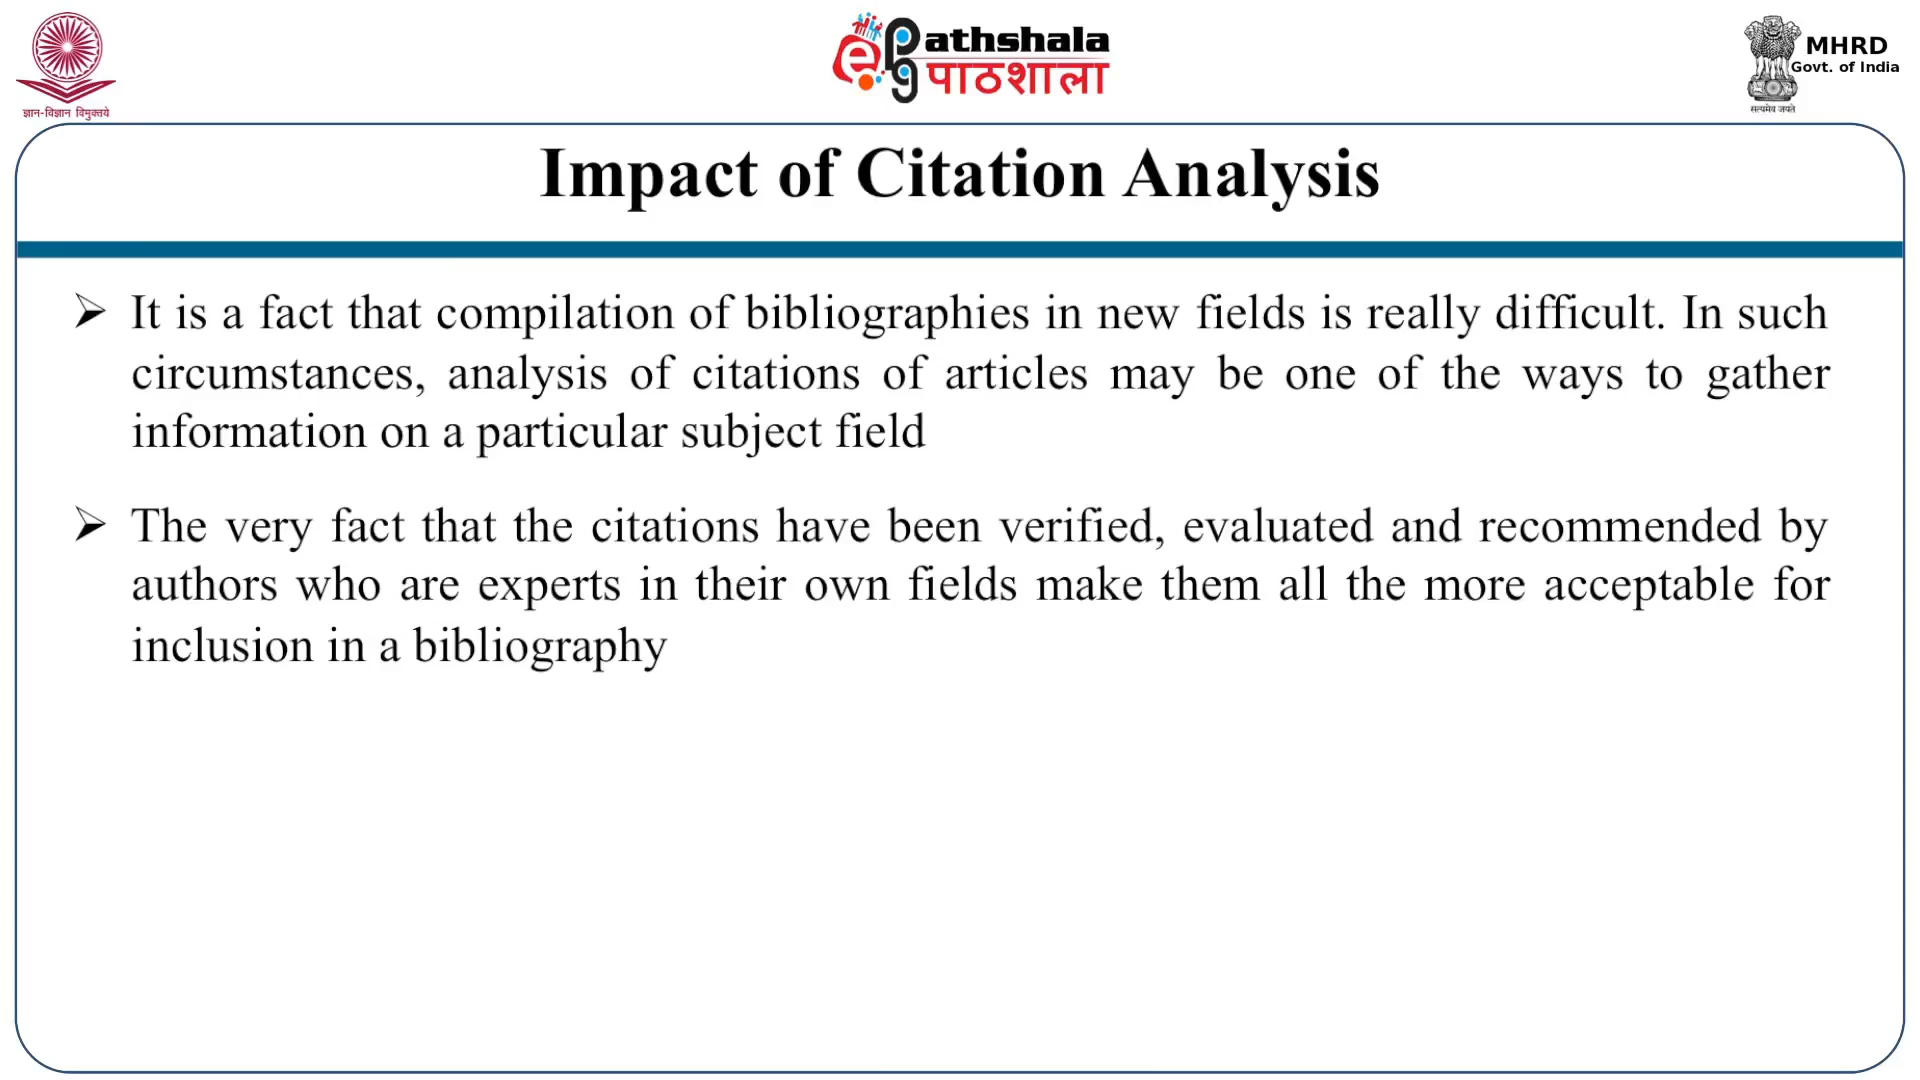 ज्ञान-विज्ञान विमुक्तये
e
pg
athshala
पाठशाला
MHRD
Govt. of India
सत्यमेव जयते
Impact of Citation Analysis
➢ It is a fact that compilation of bibliographies in new fields is really difficult. In such
circumstances, analysis of citations of articles may be one of the ways to gather
information on a particular subject field
➢ The very fact that the citations have been verified, evaluated and recommended by
authors who are experts in their own fields make them all the more acceptable for
inclusion in a bibliography